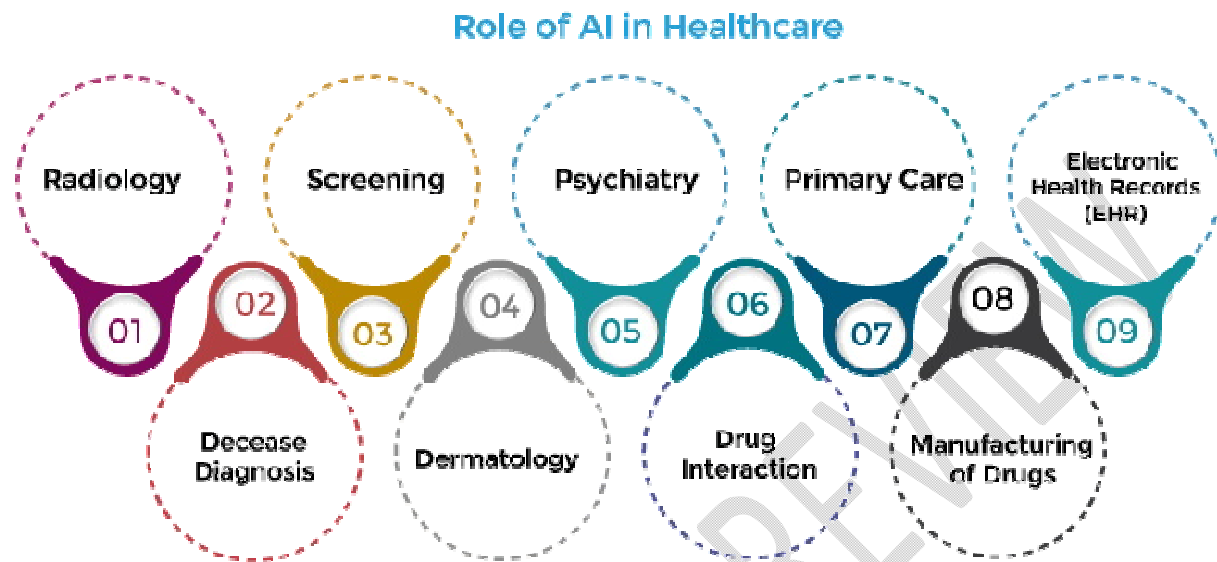 Role of AI in Healthcare
Radiology
01
02
Decease
Diagnosis
Screening
03
04
Dermatology
Psychiatry
05
06
Drug
Interaction
Primary Care
07
08
Manufacturing
of Drugs
Electronic
Health Records
(EHR)
09
REVIEW